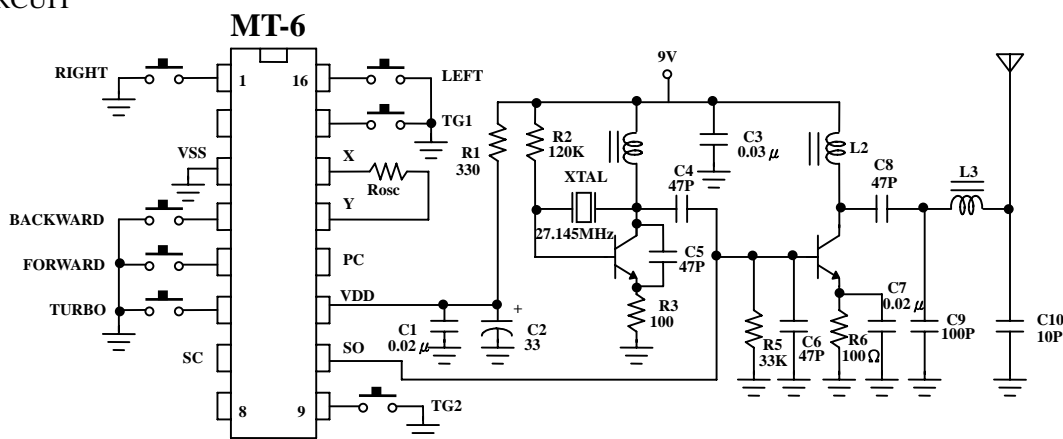 RCUIT
MT-6
RIGHT
1
16
LEFT
TG1
VSS
X
Rosc
Y
BACKWARD
FORWARD
PC
TURBO
VDD
SC
SO
8
9
TG2
9V
R1
330
R2
120K
XTAL
27.145MHz
C1
0.02 μ
+
C2
33
C3
0.03 μ
C4
47P
C5
47P
R3
100
L2
C8
47P
L3
R5
33K
C6
47P
R6
100Ω
C7
0.02 μ
C9
100P
C10
10P